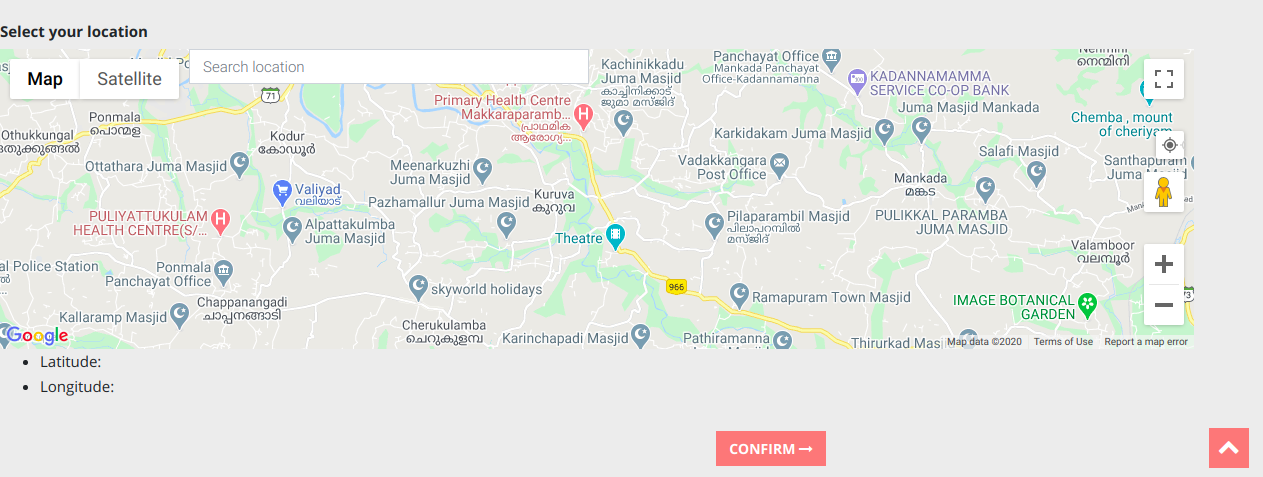 Select your location
Map
Satellite
Search location
71
Ponmala
പൊന്മള
Othukkungal
Kodur
കോഡൂർ
Ottathara Juma Masjid
Valiyad
വലിയാട്
PULIYATTUKULAM
HEALTH CENTRE(S/...
Alpattakulmba
Juma Masjid
al Police Station
Ponmala
Panchayat Office
Chappanangadi
ചാപ്പനങ്ങാടി
Kallaramp Masjid
Google
Primary Health Centre
Makkaraparamb...
പ്രാഥമിക
ആരോഗ്യ...
Kachinikkadu
Juma Masjid
കാച്ചിനിക്കാട്
ജുമാ മസ്ജിദ്
Meenarkuzhi
Juma Masjid
Pazhamallur Juma Masjid
Kuruva
കുറുവ
Theatre
skyworld holidays
Cherukulamba
ചെറുകുളമ്പ
Karinchapadi Masjid
966
Panchayat Office
Mankada Panchayat
Office-Kadannamanna
KADANNAMAMMA
SERVICE CO-OP BANK
Juma Masjid Mankada
Karkidakam Juma Masjid
Vadakkangara
Post Office
Mankada
മങ്കട
Salafi Masjid
Pilaparambil Masjid
പിലാപറമ്പിൽ
മസ്ജിദ്
PULIKKAL PARAMBA
JUMA MASJID
Ramapuram Town Masjid
Pathiramanna
Thirurkad Mas
നെന്മിനി
Chemba , mount
of cheriyam
Santhapuram
Juma Mas
Valamboor
വലമ്പൂർ
IMAGE BOTANICAL
GARDEN
Map data ©2020
Terms of Use
Report a map error
Latitude:
Longitude:
CONFIRM